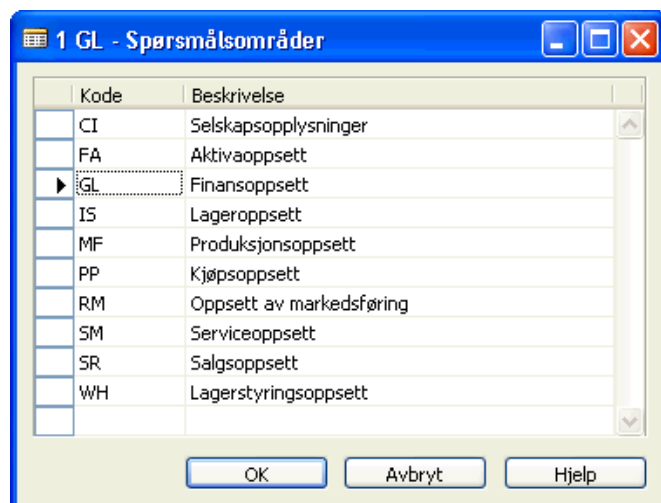 1 GL - Spørsmålsområder
Kode Beskrivelse
CI Selskapsopplysninger
FA Aktivaoppsett
GL Finansoppsett
IS Lageroppsett
MF Produksjonsoppsett
PP Kjøpsoppsett
RM Oppsett av markedsføring
SM Serviceoppsett
SR Salgsoppsett
WH Lagerstyringsoppsett
OK Avbryt Hjelp